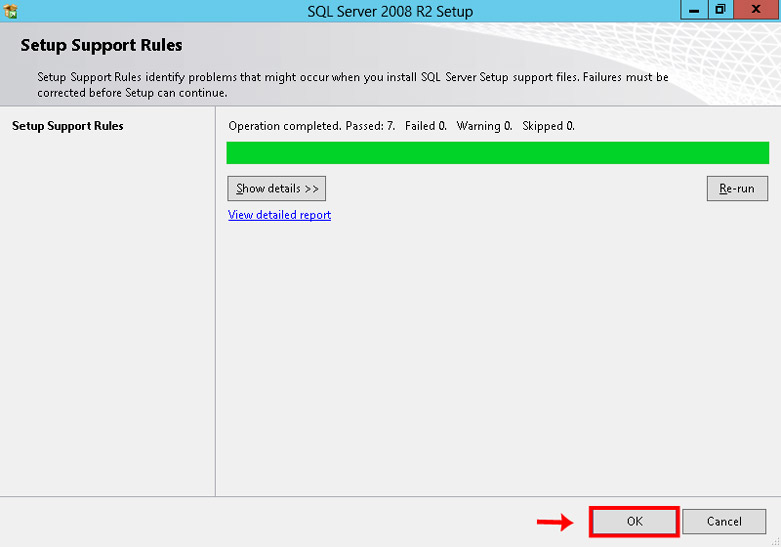 SQL Server 2008 R2 Setup
Setup Support Rules
Setup Support Rules identify problems that might occur when you install SQL Server Setup support files. Failures must be
corrected before Setup can continue.
Setup Support Rules
Operation completed. Passed: 7.   Failed 0.   Warning 0.   Skipped 0.
Show details >>
Re-run
View detailed report
OK
Cancel